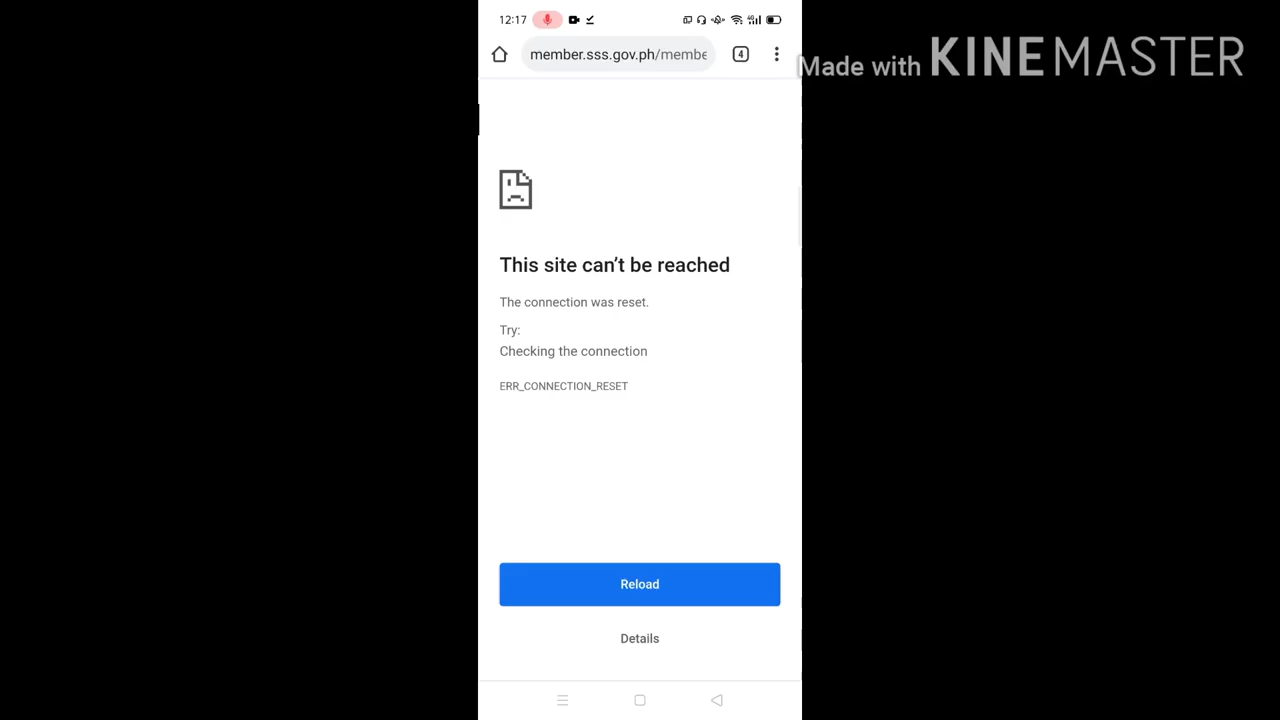 12:17
member.sss.gov.ph/membe
4
Made with KINEMASTER
This site can't be reached
The connection was reset.
Try:
Checking the connection
ERR_CONNECTION_RESET
Reload
Details